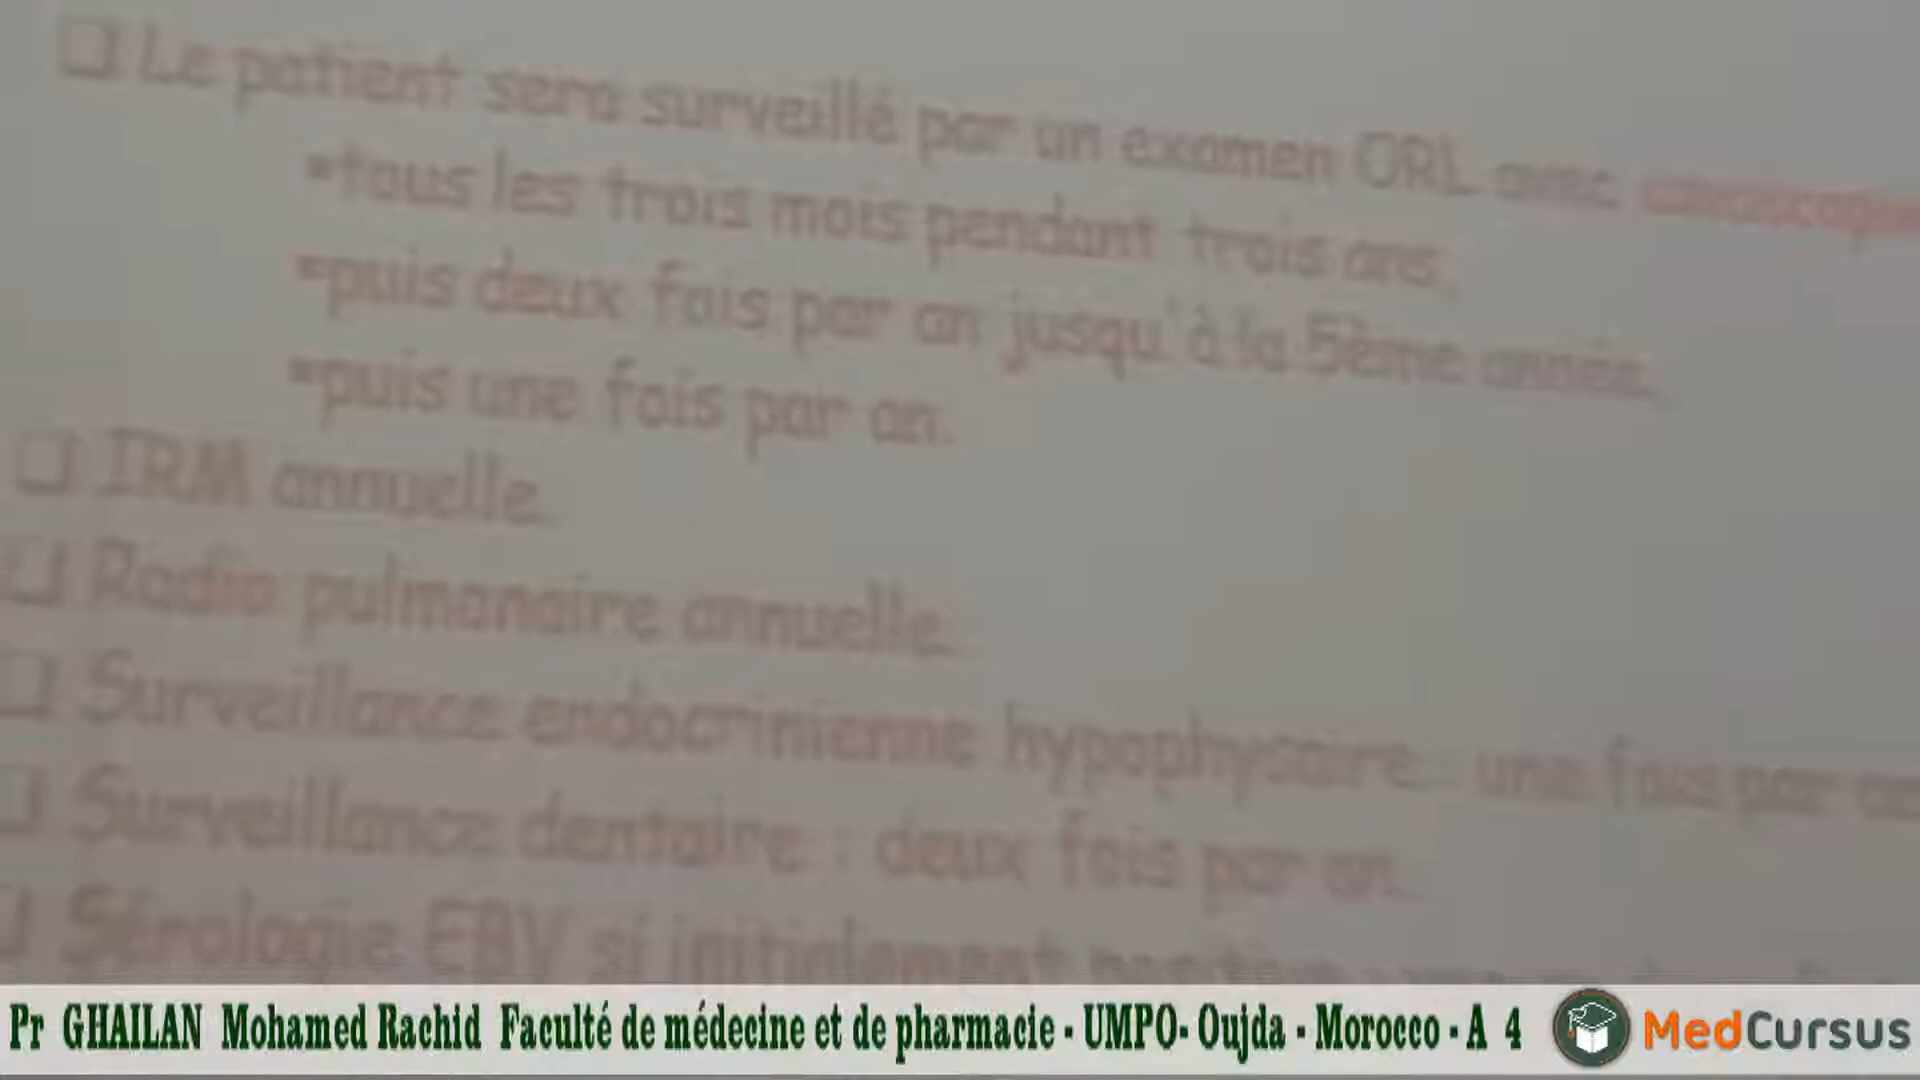 ❑ Le patient sera surveillé par un examen ORL avec
▪tous les trois mois pendant trois ans,
▪puis deux fois par an jusqu'à la 5ème année,
▪puis une fois par an.
❑ IRM annuelle.
❑ Radio pulmonaire annuelle.
❑ Surveillance endocrinienne hypophysaire une fois par
❑ Surveillance dentaire : deux fois par an.
❑ Sérologie EBV si initialement
Pr GHAILAN Mohamed Rachid Faculté de médecine et de pharmacie - UMPO- Oujda - Morocco - A 4
MedCursus